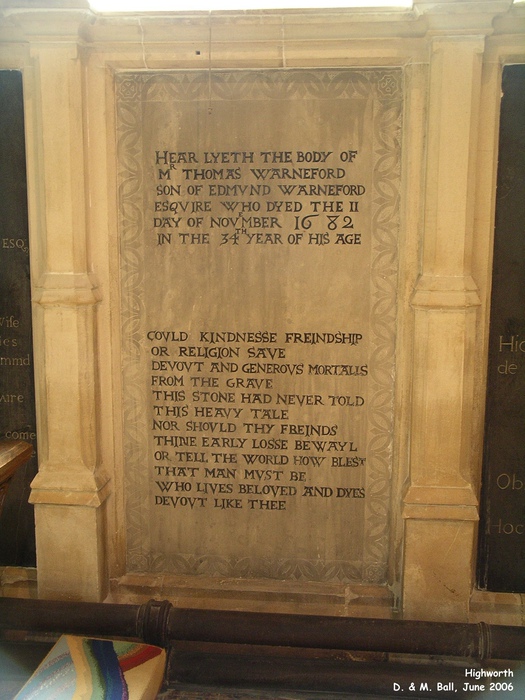 HEAR LYETH THE BODY OF
Mʀ THOMAS WARNEFORD
SON OF EDMVND WARNEFORD
ESQVIRE WHO DYED THE 11
DAY OF NOVMBER 1682
IN THE 34TH YEAR OF HIS AGE
COVLD KINDNESSE FREINDSHIP
OR RELIGION SAVE
DEVOVT AND GENEROVS MORTALLS
FROM THE GRAVE
THIS STONE HAD NEVER TOLD
THIS HEAVY TALE
NOR SHOVLD THY FREINDS
THINE EARLY LOSSE BEWAYL
OR TELL THE WORLD HOW BLEST
THAT MAN MVST BE
WHO LIVES BELOVED AND DYES
DEVOVT LIKE THEE
ESQ
come
de
Highworth
D. & M. Ball, June 2006